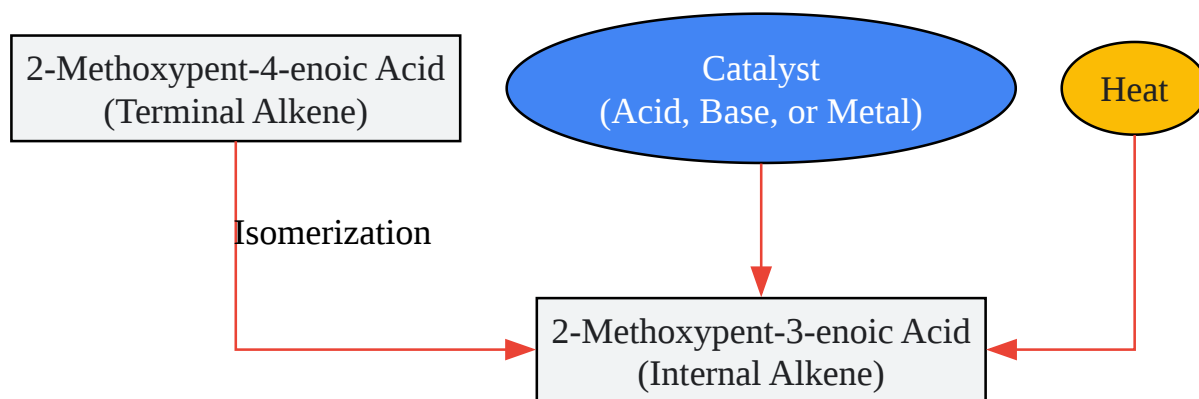 2-Methoxypent-4-enoic Acid
(Terminal Alkene)
Catalyst
(Acid, Base, or Metal)
Heat
Isomerization
2-Methoxypent-3-enoic Acid
(Internal Alkene)